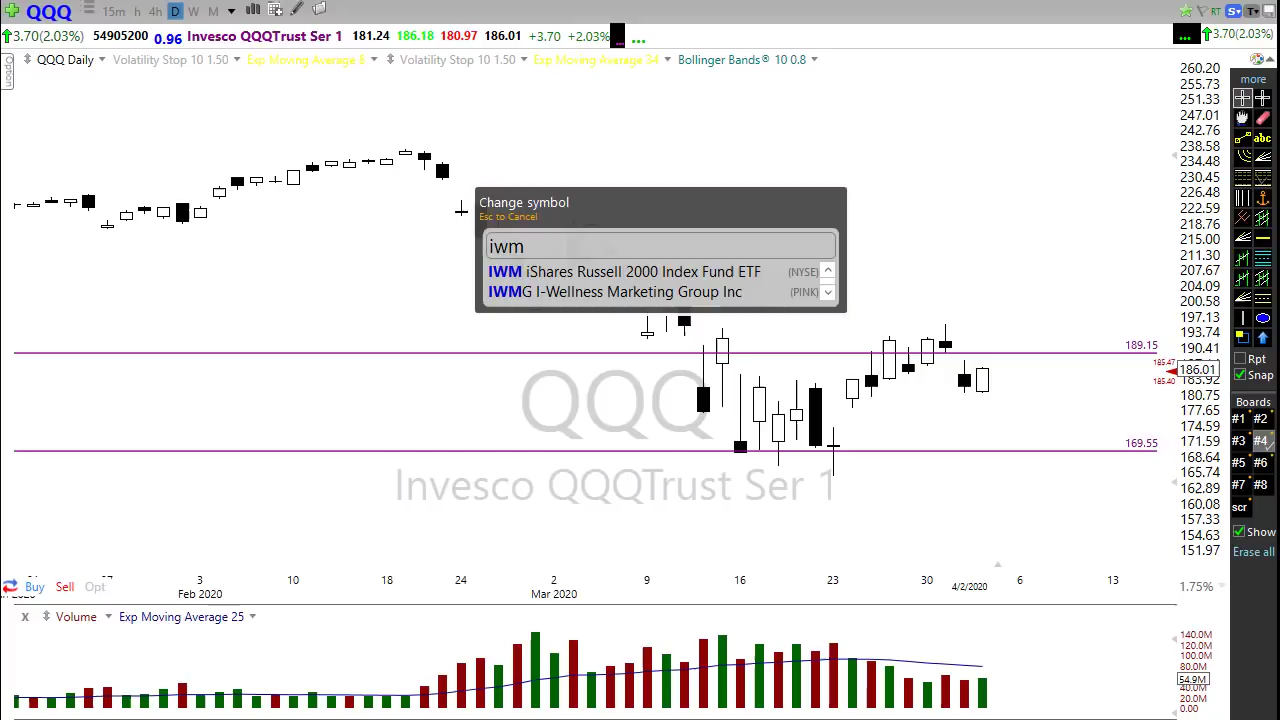 QQQ 15m h 4h D W M RT S T
3.70(2.03%) 54905200 0.96 Invesco QQQTrust Ser 1 181.24 186.18 180.97 186.01 +3.70 +2.03% ... ... 3.70(2.03%)
Option
QQQ Daily Volatility Stop 10 1.50 Exp Moving Average 8 Volatility Stop 10 1.50 Exp Moving Average 34 Bollinger Bands® 10 0.8
260.20
255.73
251.33
247.01
242.76
238.58
234.48
230.45
226.48
222.59
218.76
215.00
211.30
207.67
204.09
200.58
197.13
193.74
190.41
185.92
180.75
177.65
174.59
171.59
168.64
165.74
162.89
160.08
157.33
154.63
151.97
Change symbol
Esc to Cancel
iwm
IWM iShares Russell 2000 Index Fund ETF (NYSE)
IWMG I-Wellness Marketing Group Inc (PINK)
189.15
185.47
186.01
185.40
169.55
QQQ
Invesco QQQTrust Ser 1
more
abc
Rpt
Snap
Boards
#1 #2
#3 #4
#5 #6
#7 #8
scr
Show
Erase all
3 10 18 24 2 9 16 23 30 6 13
Feb 2020 Mar 2020 4/2/2020
Buy Sell Opt
1.75%
x Volume Exp Moving Average 25
140.0M
120.0M
100.0M
80.0M
54.9M
40.0M
20.0M
0.00